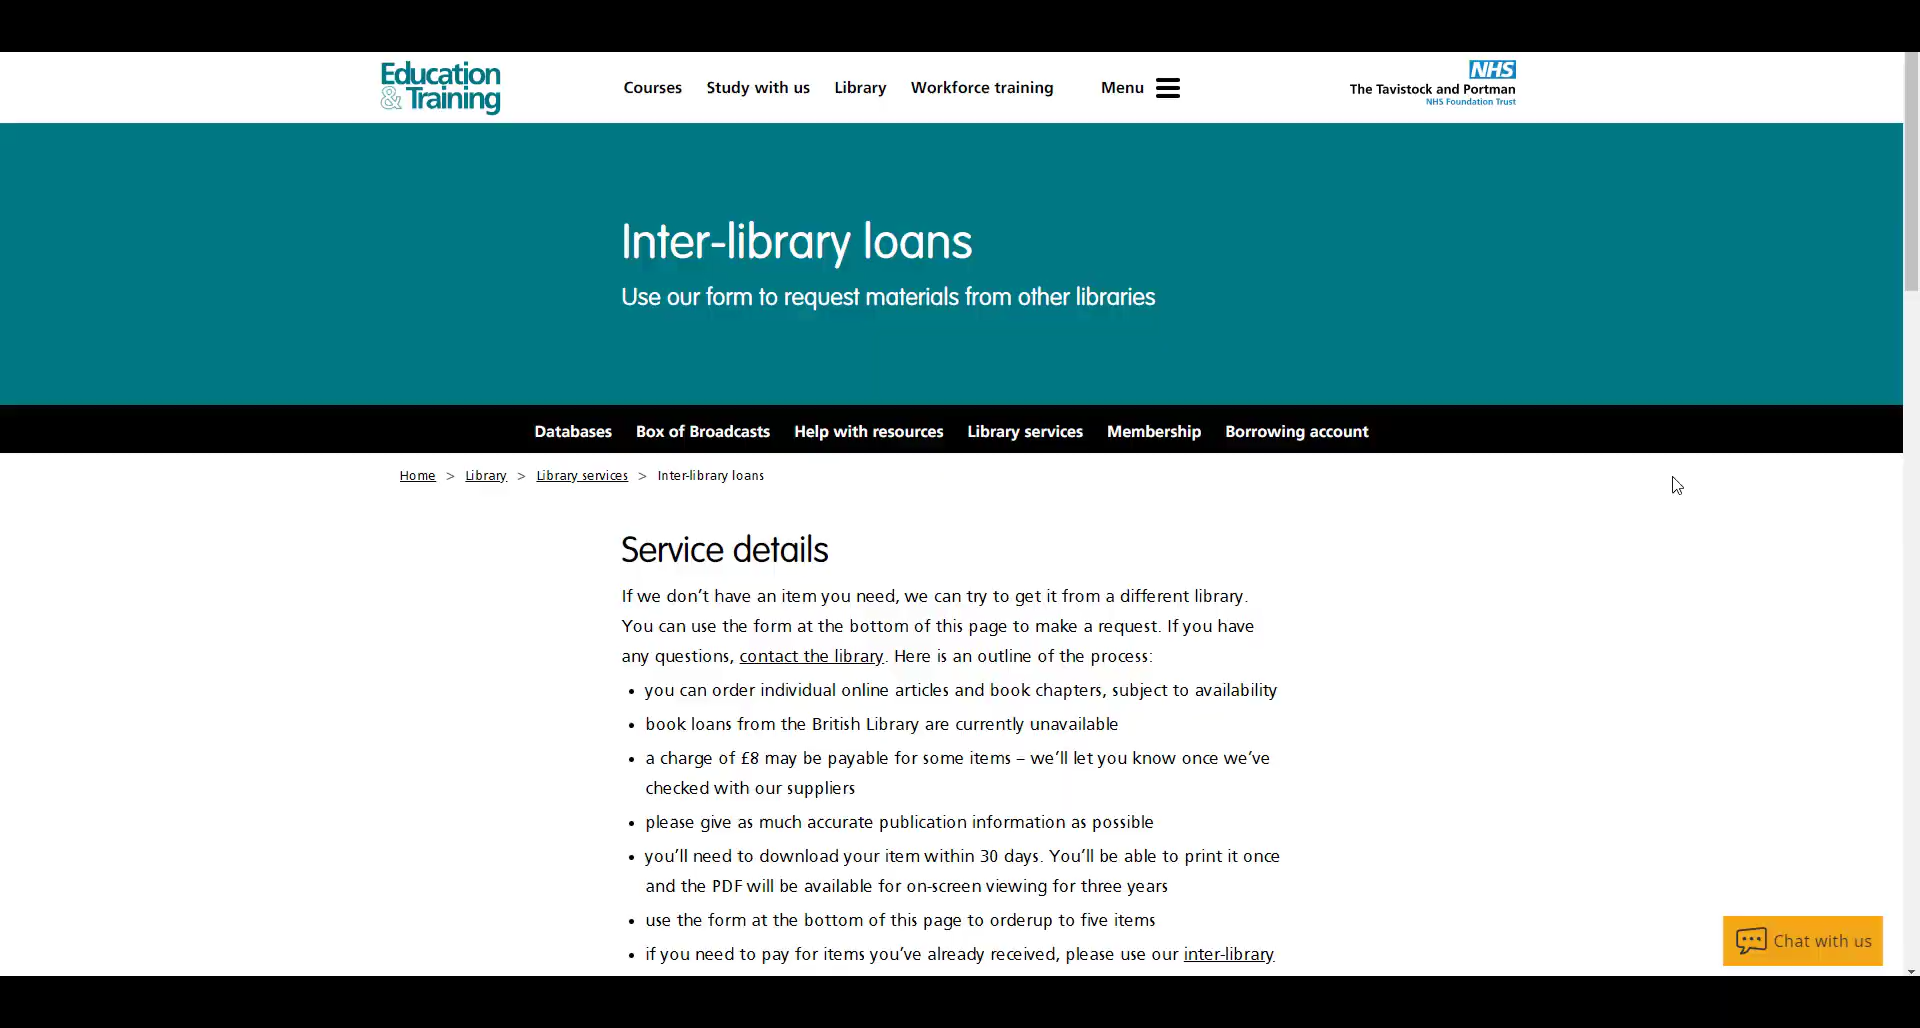 Education
& Training
Courses Study with us Library Workforce training Menu
NHS
The Tavistock and Portman
NHS Foundation Trust
Inter-library loans
Use our form to request materials from other libraries
Databases Box of Broadcasts Help with resources Library services Membership Borrowing account
Home > Library > Library services > Inter-library loans
Service details
If we don’t have an item you need, we can try to get it from a different library.
You can use the form at the bottom of this page to make a request. If you have
any questions, contact the library. Here is an outline of the process:
• you can order individual online articles and book chapters, subject to availability
• book loans from the British Library are currently unavailable
• a charge of £8 may be payable for some items – we’ll let you know once we’ve
checked with our suppliers
• please give as much accurate publication information as possible
• you’ll need to download your item within 30 days. You’ll be able to print it once
and the PDF will be available for on-screen viewing for three years
• use the form at the bottom of this page to orderup to five items
• if you need to pay for items you’ve already received, please use our inter-library
Chat with us